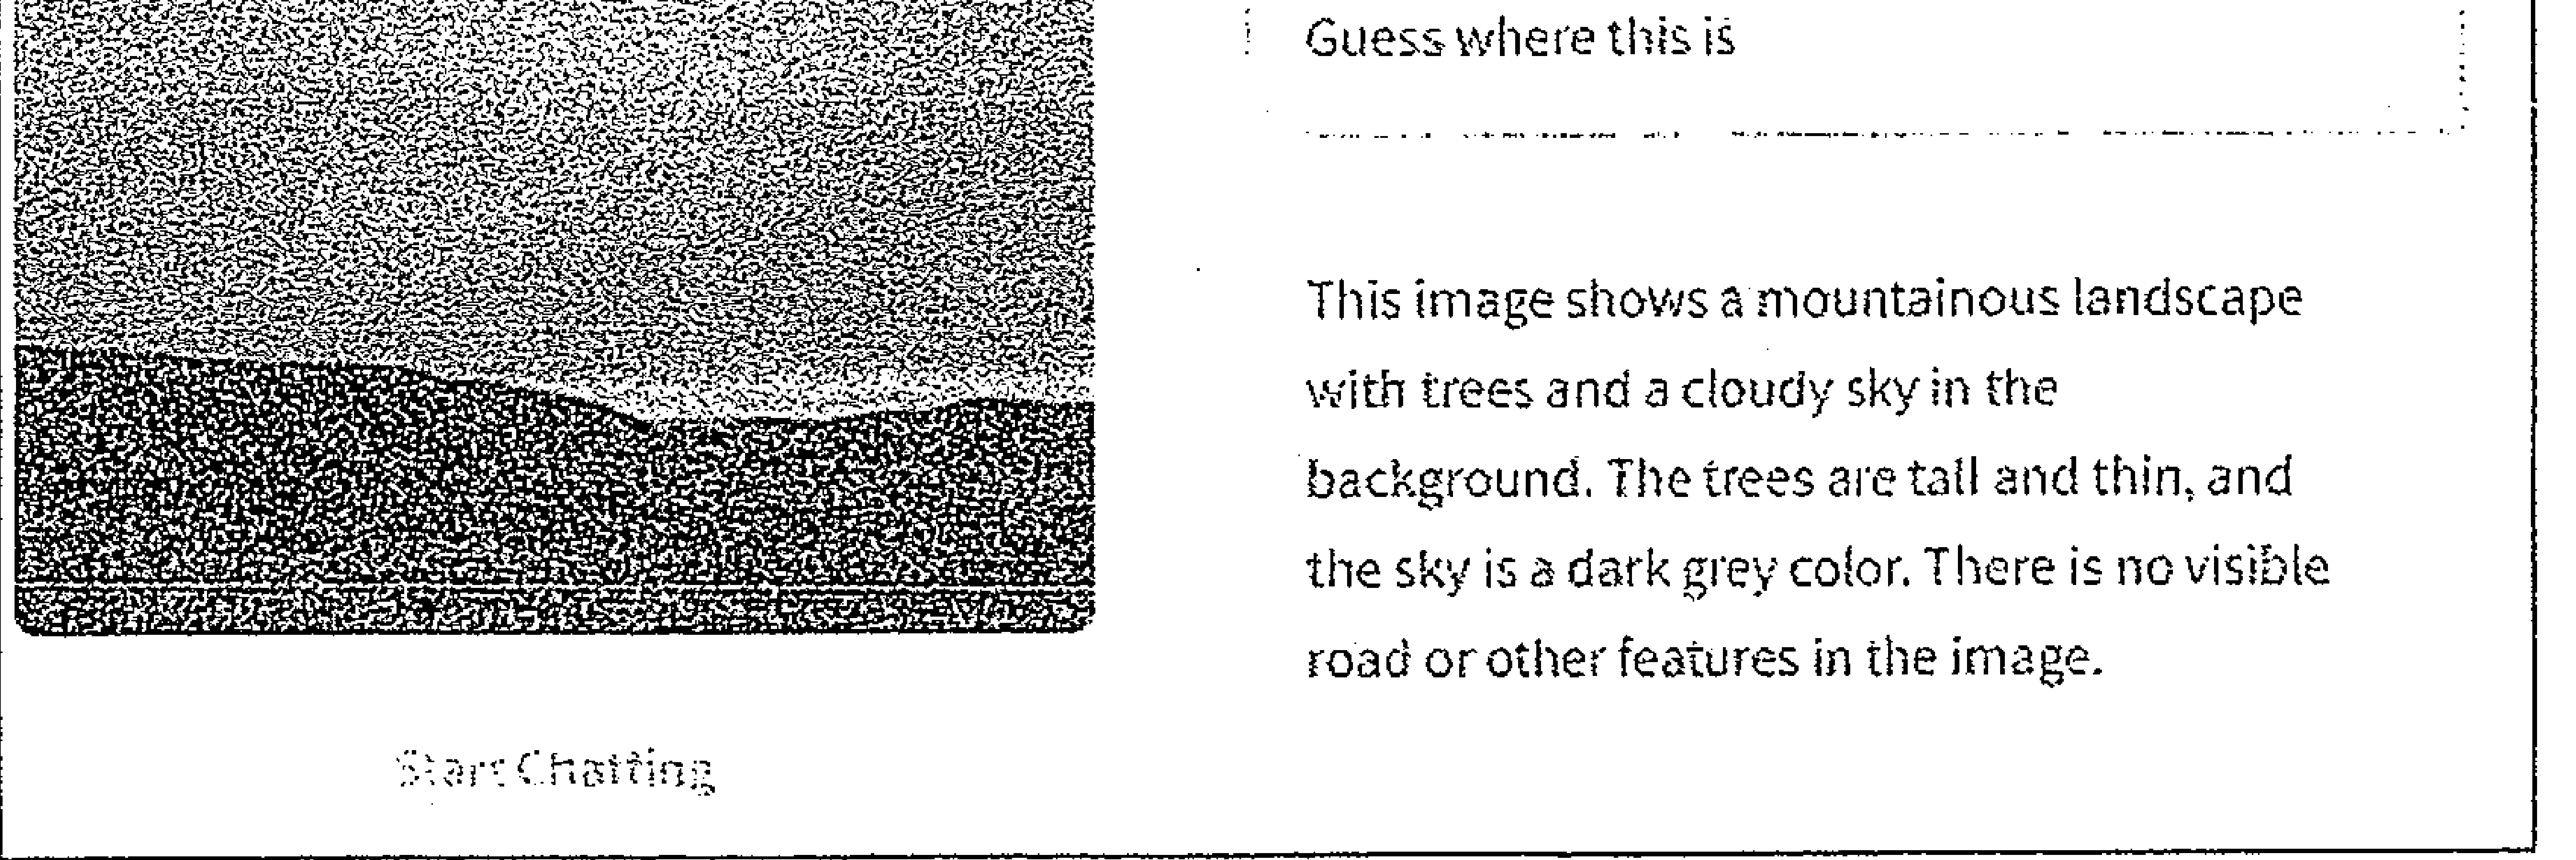 Guess where this is
This image shows a mountainous landscape
with trees and a cloudy sky in the
background. The trees are tall and thin, and
the sky is a dark grey color. There is no visible
road or other features in the image.
Start Chatting